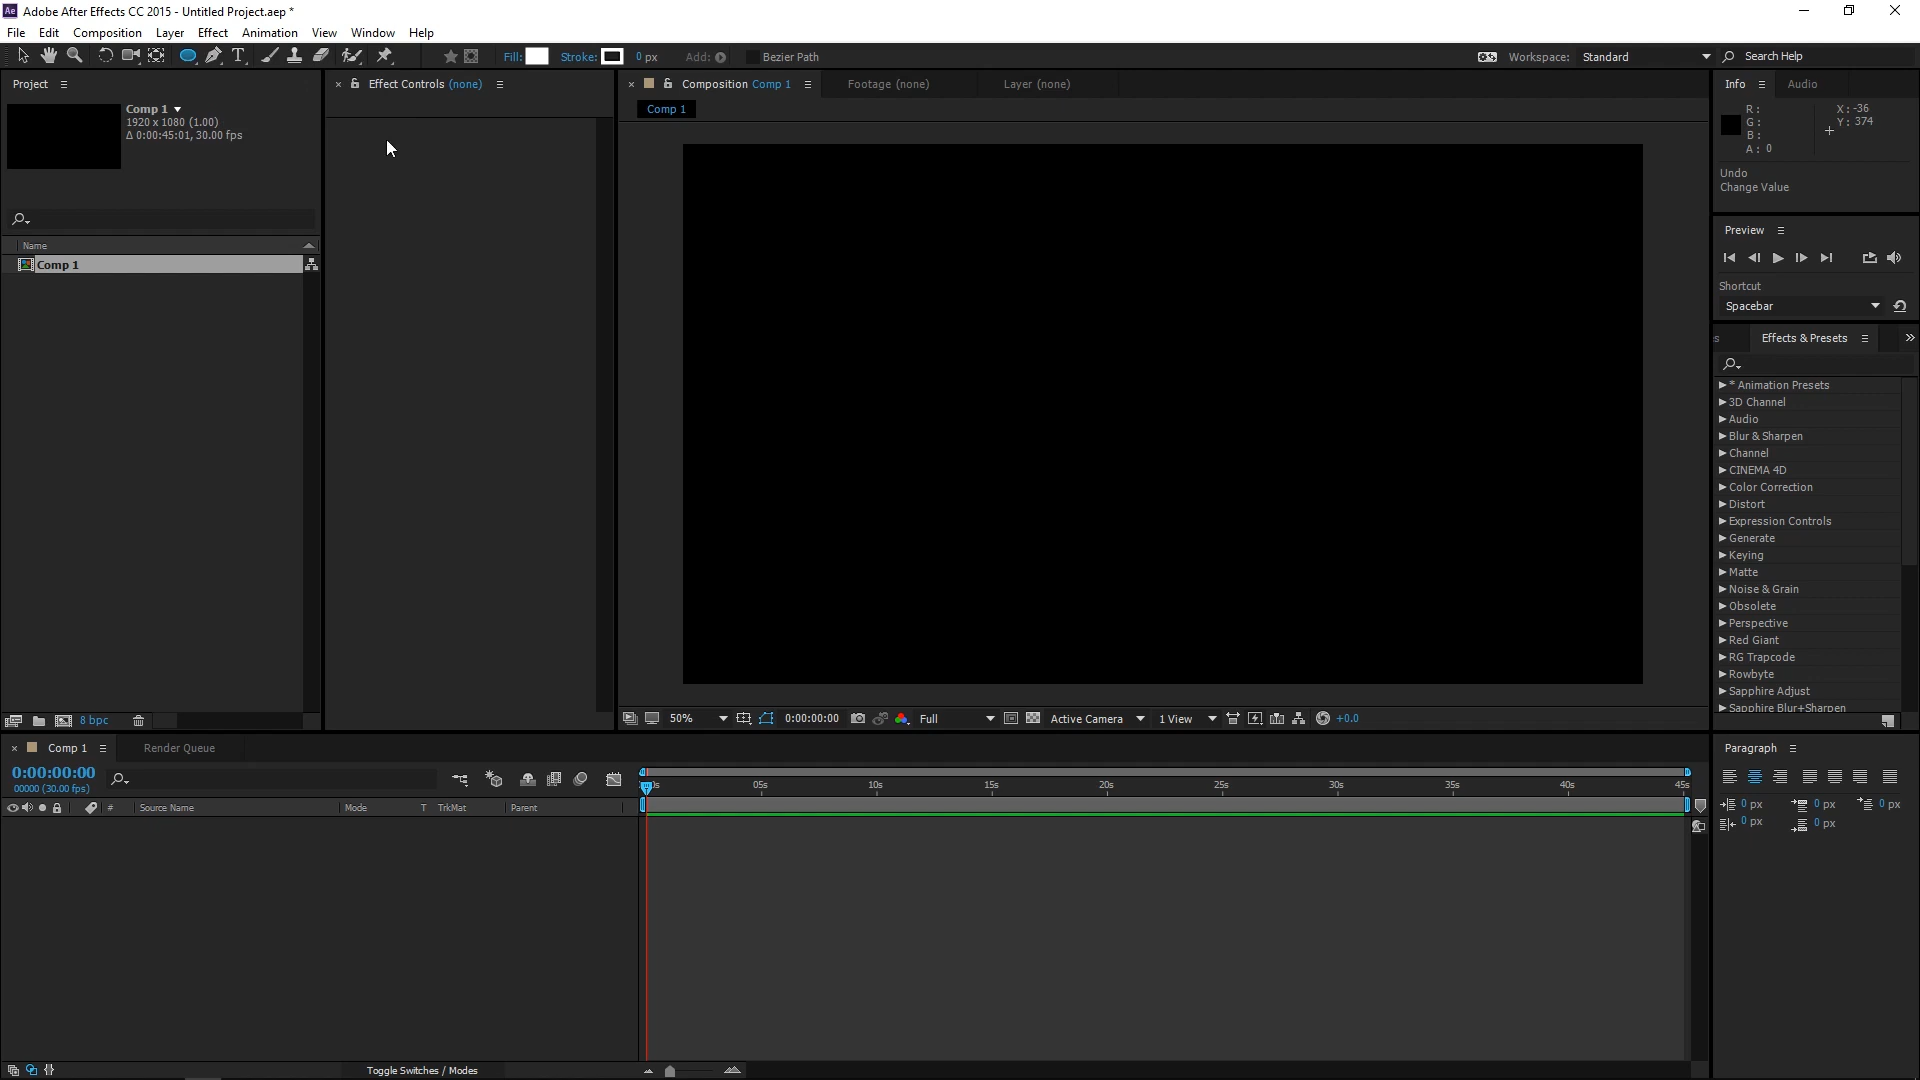 Ae Adobe After Effects CC 2015 - Untitled Project.aep *
File Edit Composition Layer Effect Animation View Window Help
Fill: Stroke: 0 px Add: Bezier Path Workspace: Standard Search Help
Project
Comp 1
1920 x 1080 (1.00)
Δ 0:00:45:01, 30.00 fps
Name
Comp 1
8 bpc
Effect Controls (none)
Composition Comp 1 Footage (none) Layer (none)
Comp 1
50% 0:00:00:00 Full Active Camera 1 View +0.0
Info Audio
R: X: -36
G: Y: 374
B:
A: 0
Undo
Change Value
Preview
Shortcut
Spacebar
s Effects & Presets
* Animation Presets
3D Channel
Audio
Blur & Sharpen
Channel
CINEMA 4D
Color Correction
Distort
Expression Controls
Generate
Keying
Matte
Noise & Grain
Obsolete
Perspective
Red Giant
RG Trapcode
Rowbyte
Sapphire Adjust
Sapphire Blur+Sharpen
Comp 1 Render Queue
0:00:00:00
00000 (30.00 fps)
# Source Name Mode T TrkMat Parent
05s 10s 15s 20s 25s 30s 35s 40s 45s
Toggle Switches / Modes
Paragraph
0 px 0 px 0 px
0 px 0 px